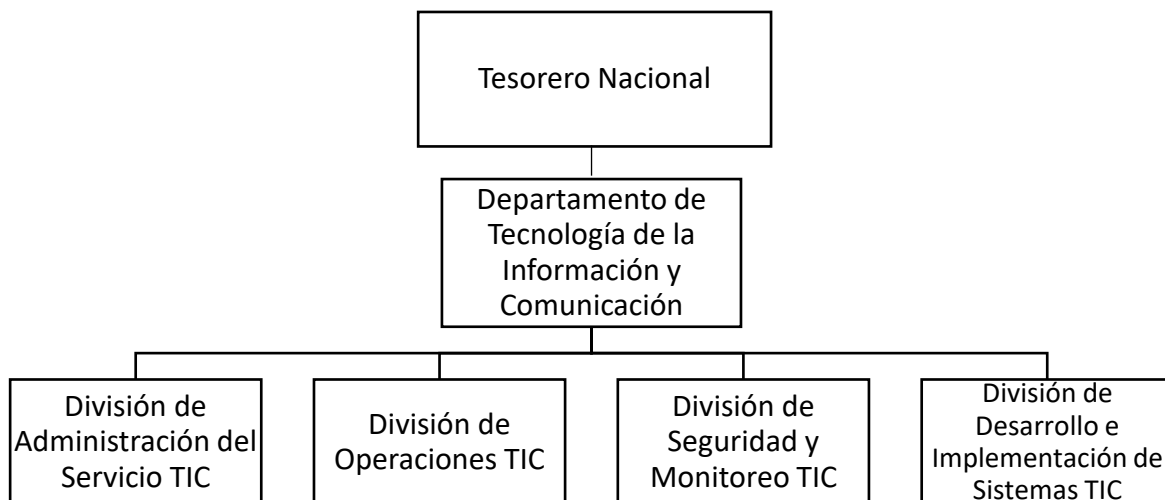 Tesorero Nacional
Departamento de
Tecnología de la
Información y
Comunicación
División de
Administración del
Servicio TIC
División de
Operaciones TIC
División de
Seguridad y
Monitoreo TIC
División de
Desarrollo e
Implementación de
Sistemas TIC